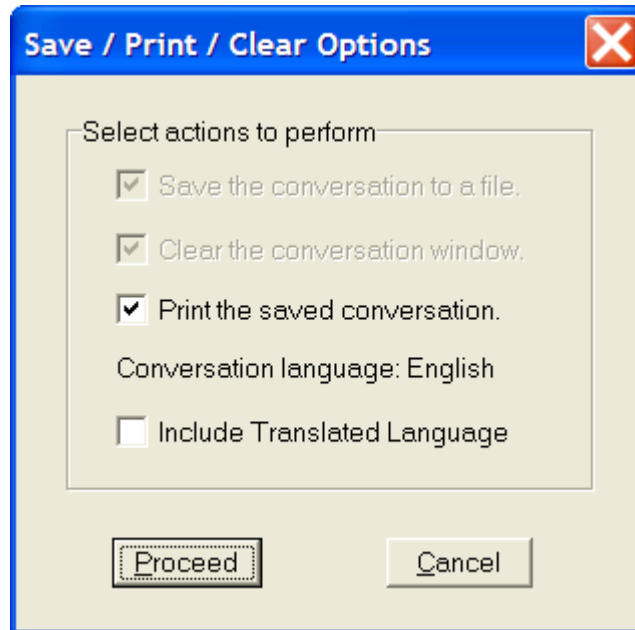 Save / Print / Clear Options
Select actions to perform
Save the conversation to a file.
Clear the conversation window.
Print the saved conversation.
Conversation language: English
Include Translated Language
Proceed Cancel